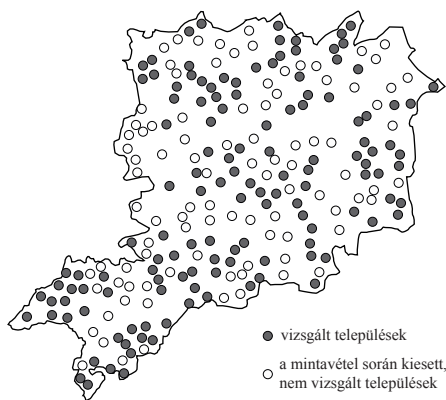 vizsgált települések
a mintavétel során kiesett,
nem vizsgált települések